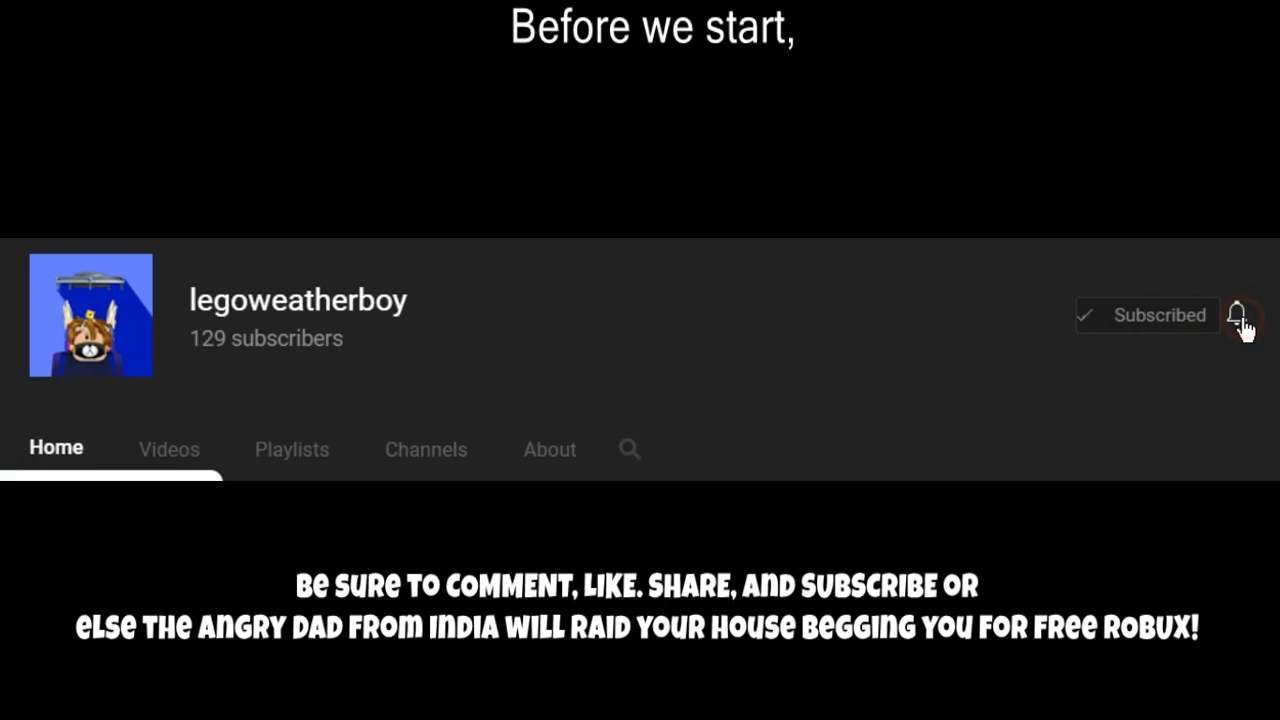 Before we start,
legoweatherboy
129 subscribers
Subscribed
Home Videos Playlists Channels About
Be sure to comment, like. share, and subscribe or
else the angry dad from india will raid your house begging you for free robux!